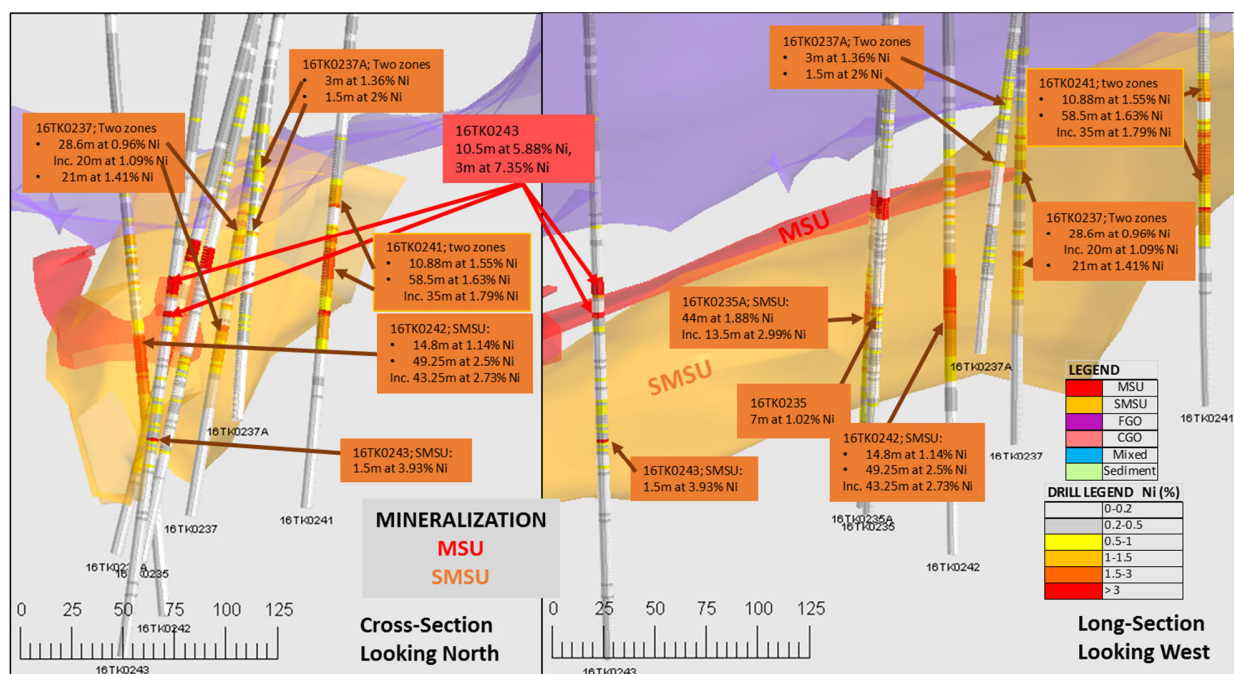 16TK0237A; Two zones
• 3m at 1.36% Ni
• 1.5m at 2% Ni
16TK0237; Two zones
• 28.6m at 0.96% Ni
Inc. 20m at 1.09% Ni
• 21m at 1.41% Ni
16TK0243
10.5m at 5.88% Ni,
3m at 7.35% Ni
16TK0241; two zones
• 10.88m at 1.55% Ni
• 58.5m at 1.63% Ni
Inc. 35m at 1.79% Ni
16TK0242; SMSU:
• 14.8m at 1.14% Ni
• 49.25m at 2.5% Ni
Inc. 43.25m at 2.73% Ni
16TK0243; SMSU:
1.5m at 3.93% Ni
16TK0237A
16TK0237
16TK0241
16TK0235
16TK0242
16TK0243
MINERALIZATION
MSU
SMSU
0 25 50 75 100 125
Cross-Section
Looking North
16TK0237A; Two zones
• 3m at 1.36% Ni
• 1.5m at 2% Ni
16TK0241; two zones
• 10.88m at 1.55% Ni
• 58.5m at 1.63% Ni
Inc. 35m at 1.79% Ni
16TK0237; Two zones
• 28.6m at 0.96% Ni
Inc. 20m at 1.09% Ni
• 21m at 1.41% Ni
MSU
SMSU
16TK0235A; SMSU:
44m at 1.88% Ni
Inc. 13.5m at 2.99% Ni
16TK0235
7m at 1.02% Ni
16TK0242; SMSU:
• 14.8m at 1.14% Ni
• 49.25m at 2.5% Ni
Inc. 43.25m at 2.73% Ni
16TK0243; SMSU:
1.5m at 3.93% Ni
16TK0237A
16TK0241
16TK0237
16TK0235A
16TK0235
16TK0242
16TK0243
LEGEND
MSU
SMSU
FGO
CGO
Mixed
Sediment
DRILL LEGEND Ni (%)
0-0.2
0.2-0.5
0.5-1
1-1.5
1.5-3
> 3
0 25 50 75 100 125
Long-Section
Looking West